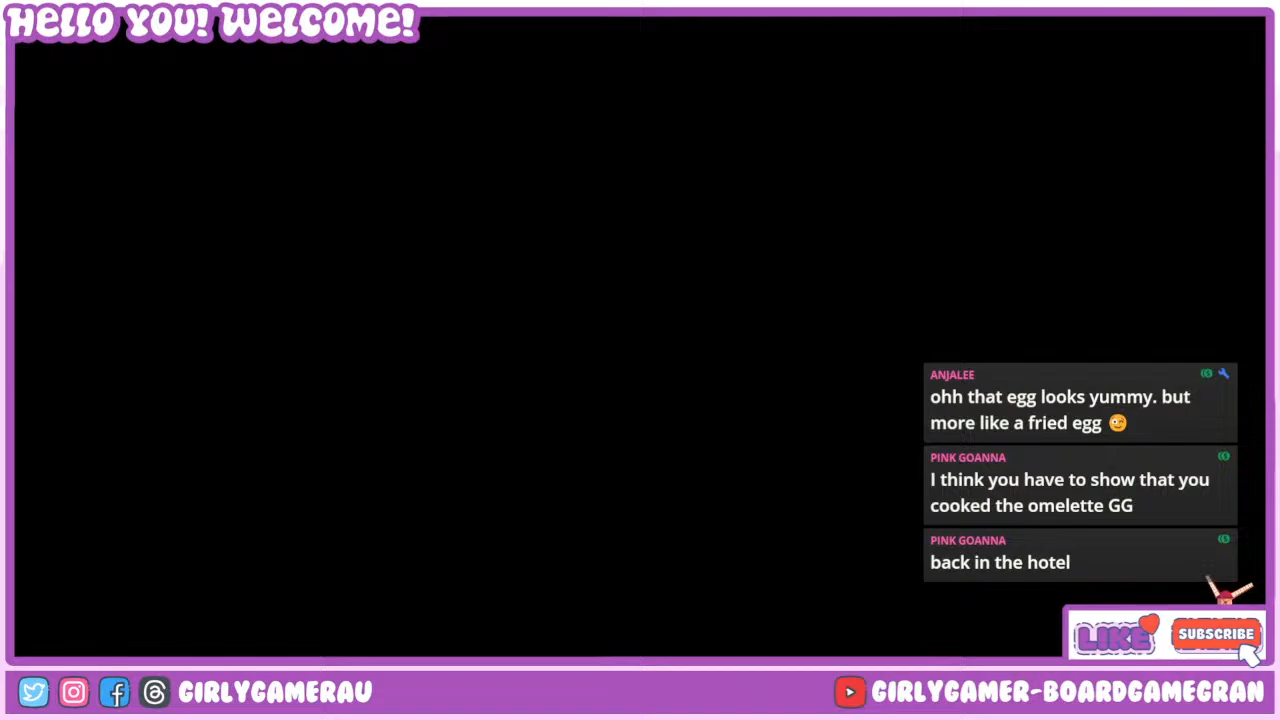 HELLO YOU! WELCOME!
ANJALEE
ohh that egg looks yummy. but
more like a fried egg
PINK GOANNA
I think you have to show that you
cooked the omelette GG
PINK GOANNA
back in the hotel
LIKE SUBSCRIBE
GIRLYGAMERAU GIRLYGAMER-BOARDGAMEGRAN